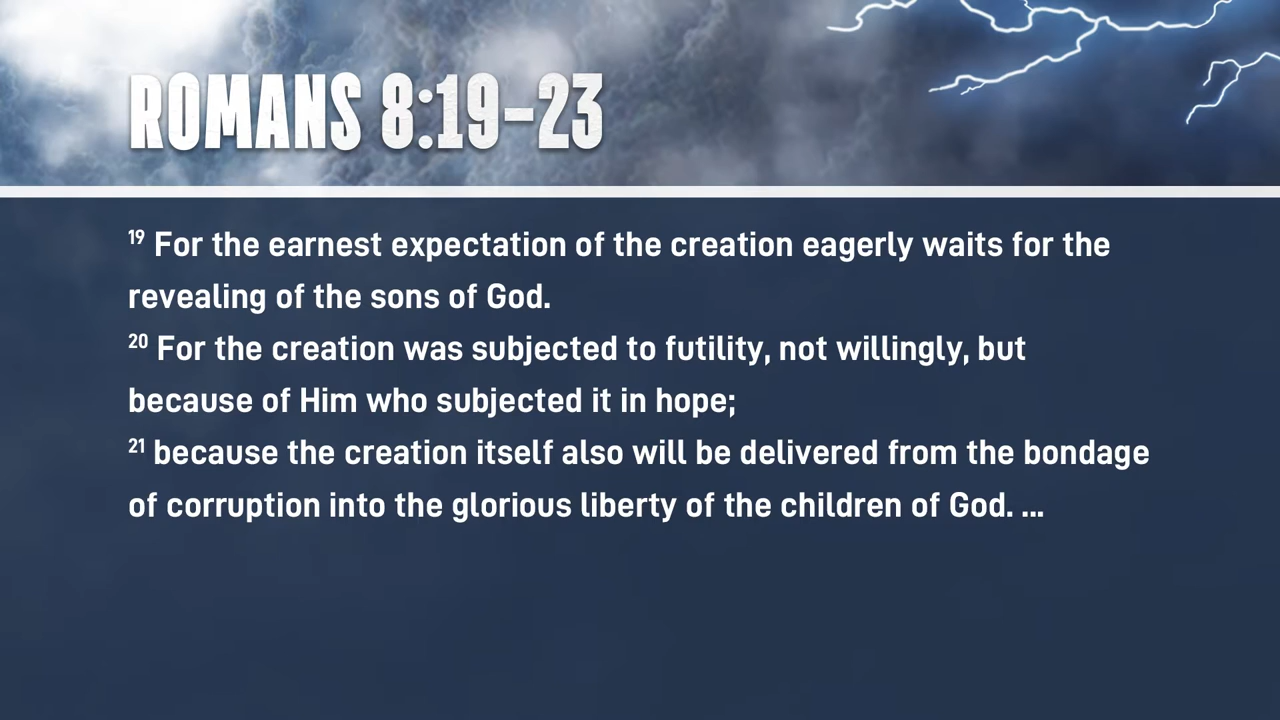 ROMANS 8:19-23
19 For the earnest expectation of the creation eagerly waits for the
revealing of the sons of God.
20 For the creation was subjected to futility, not willingly, but
because of Him who subjected it in hope;
21 because the creation itself also will be delivered from the bondage
of corruption into the glorious liberty of the children of God. ...